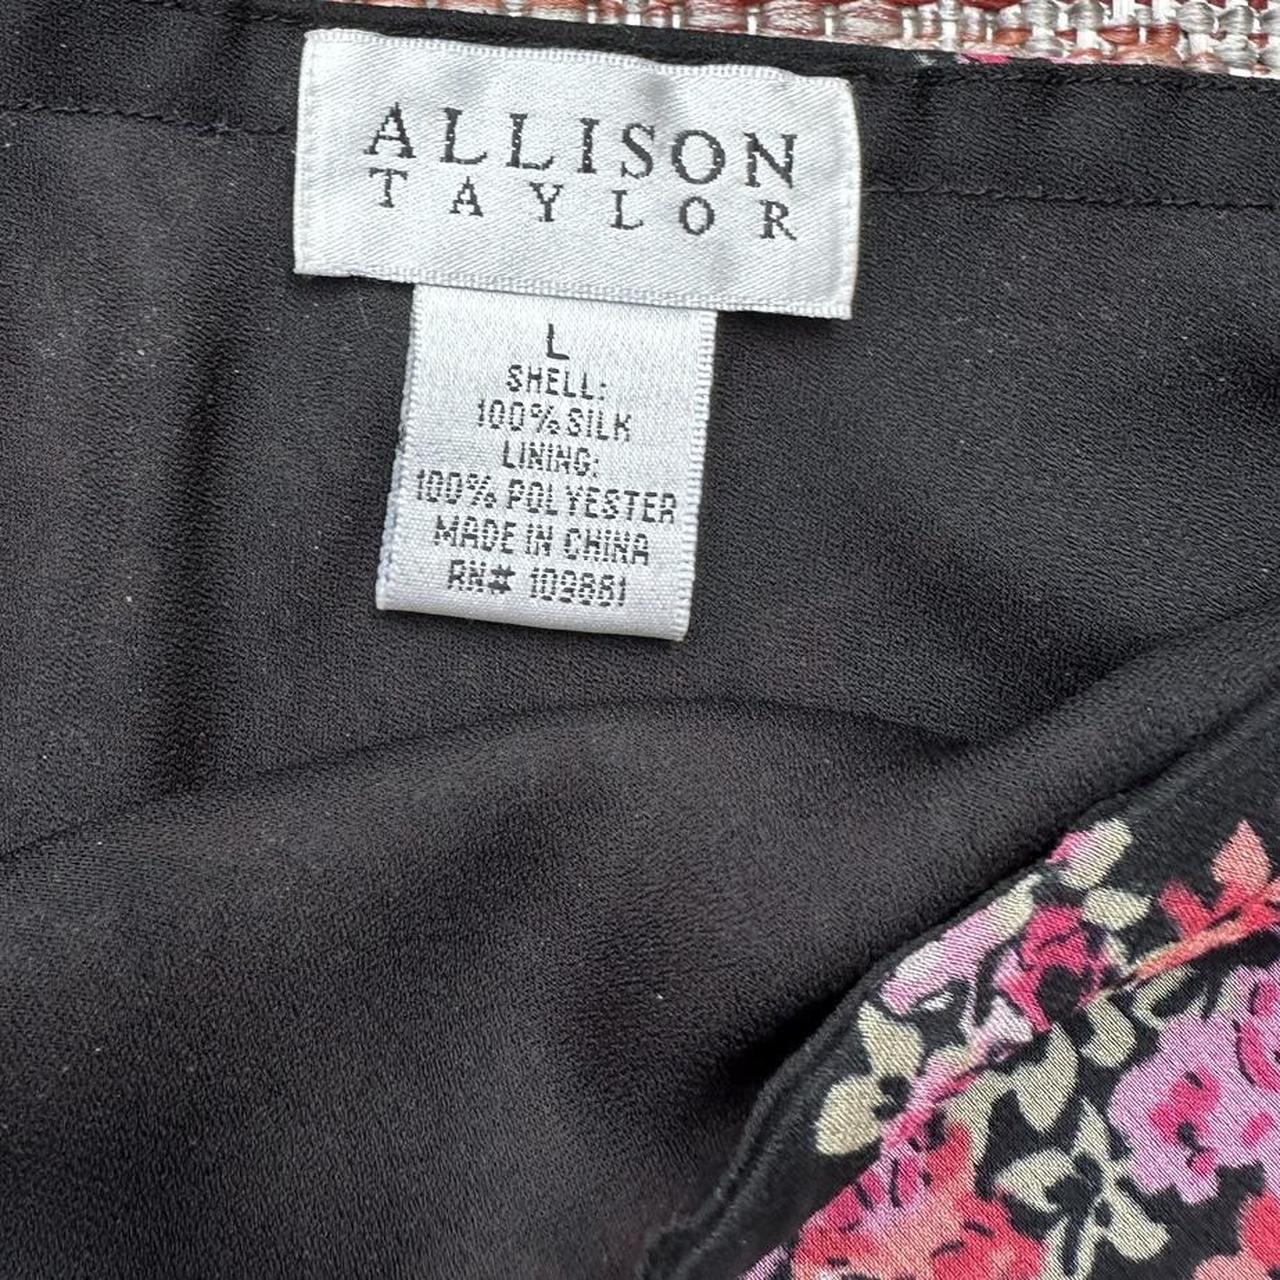 ALLISON
TAYLOR
L
SHELL:
100% SILK
LINING:
100% POLYESTER
MADE IN CHINA
RN# 109881